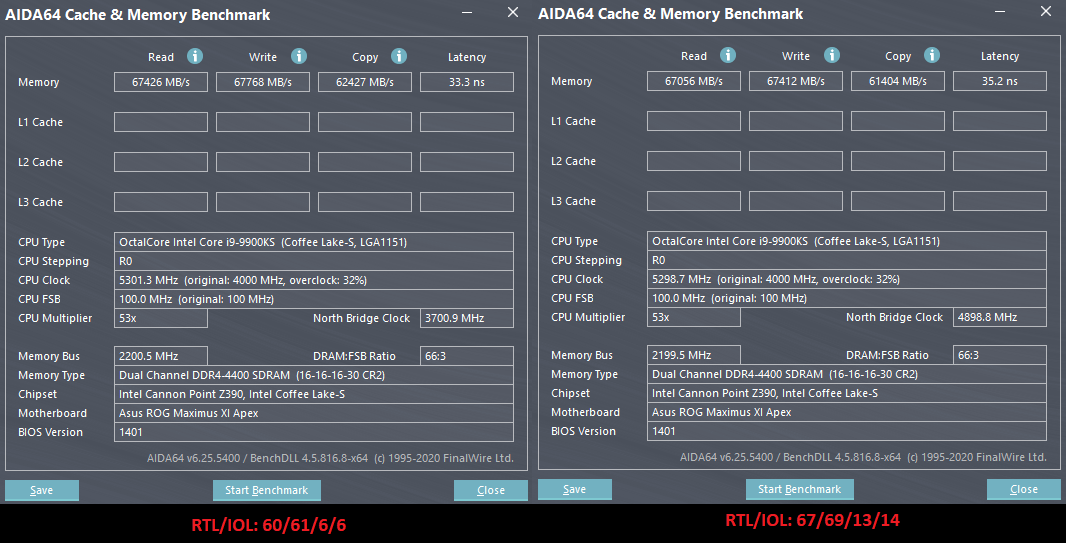 AIDA64 Cache & Memory Benchmark
Read Write Copy Latency
Memory 67426 MB/s 67768 MB/s 62427 MB/s 33.3 ns
L1 Cache
L2 Cache
L3 Cache
CPU Type OctalCore Intel Core i9-9900KS (Coffee Lake-S, LGA1151)
CPU Stepping R0
CPU Clock 5301.3 MHz (original: 4000 MHz, overclock: 32%)
CPU FSB 100.0 MHz (original: 100 MHz)
CPU Multiplier 53x North Bridge Clock 3700.9 MHz
Memory Bus 2200.5 MHz DRAM:FSB Ratio 66:3
Memory Type Dual Channel DDR4-4400 SDRAM (16-16-16-30 CR2)
Chipset Intel Cannon Point Z390, Intel Coffee Lake-S
Motherboard Asus ROG Maximus XI Apex
BIOS Version 1401
AIDA64 v6.25.5400 / BenchDLL 4.5.816.8-x64 (c) 1995-2020 FinalWire Ltd.
Save Start Benchmark Close
RTL/IOL: 60/61/6/6
AIDA64 Cache & Memory Benchmark
Read Write Copy Latency
Memory 67056 MB/s 67412 MB/s 61404 MB/s 35.2 ns
L1 Cache
L2 Cache
L3 Cache
CPU Type OctalCore Intel Core i9-9900KS (Coffee Lake-S, LGA1151)
CPU Stepping R0
CPU Clock 5298.7 MHz (original: 4000 MHz, overclock: 32%)
CPU FSB 100.0 MHz (original: 100 MHz)
CPU Multiplier 53x North Bridge Clock 4898.8 MHz
Memory Bus 2199.5 MHz DRAM:FSB Ratio 66:3
Memory Type Dual Channel DDR4-4400 SDRAM (16-16-16-30 CR2)
Chipset Intel Cannon Point Z390, Intel Coffee Lake-S
Motherboard Asus ROG Maximus XI Apex
BIOS Version 1401
AIDA64 v6.25.5400 / BenchDLL 4.5.816.8-x64 (c) 1995-2020 FinalWire Ltd.
Save Start Benchmark Close
RTL/IOL: 67/69/13/14